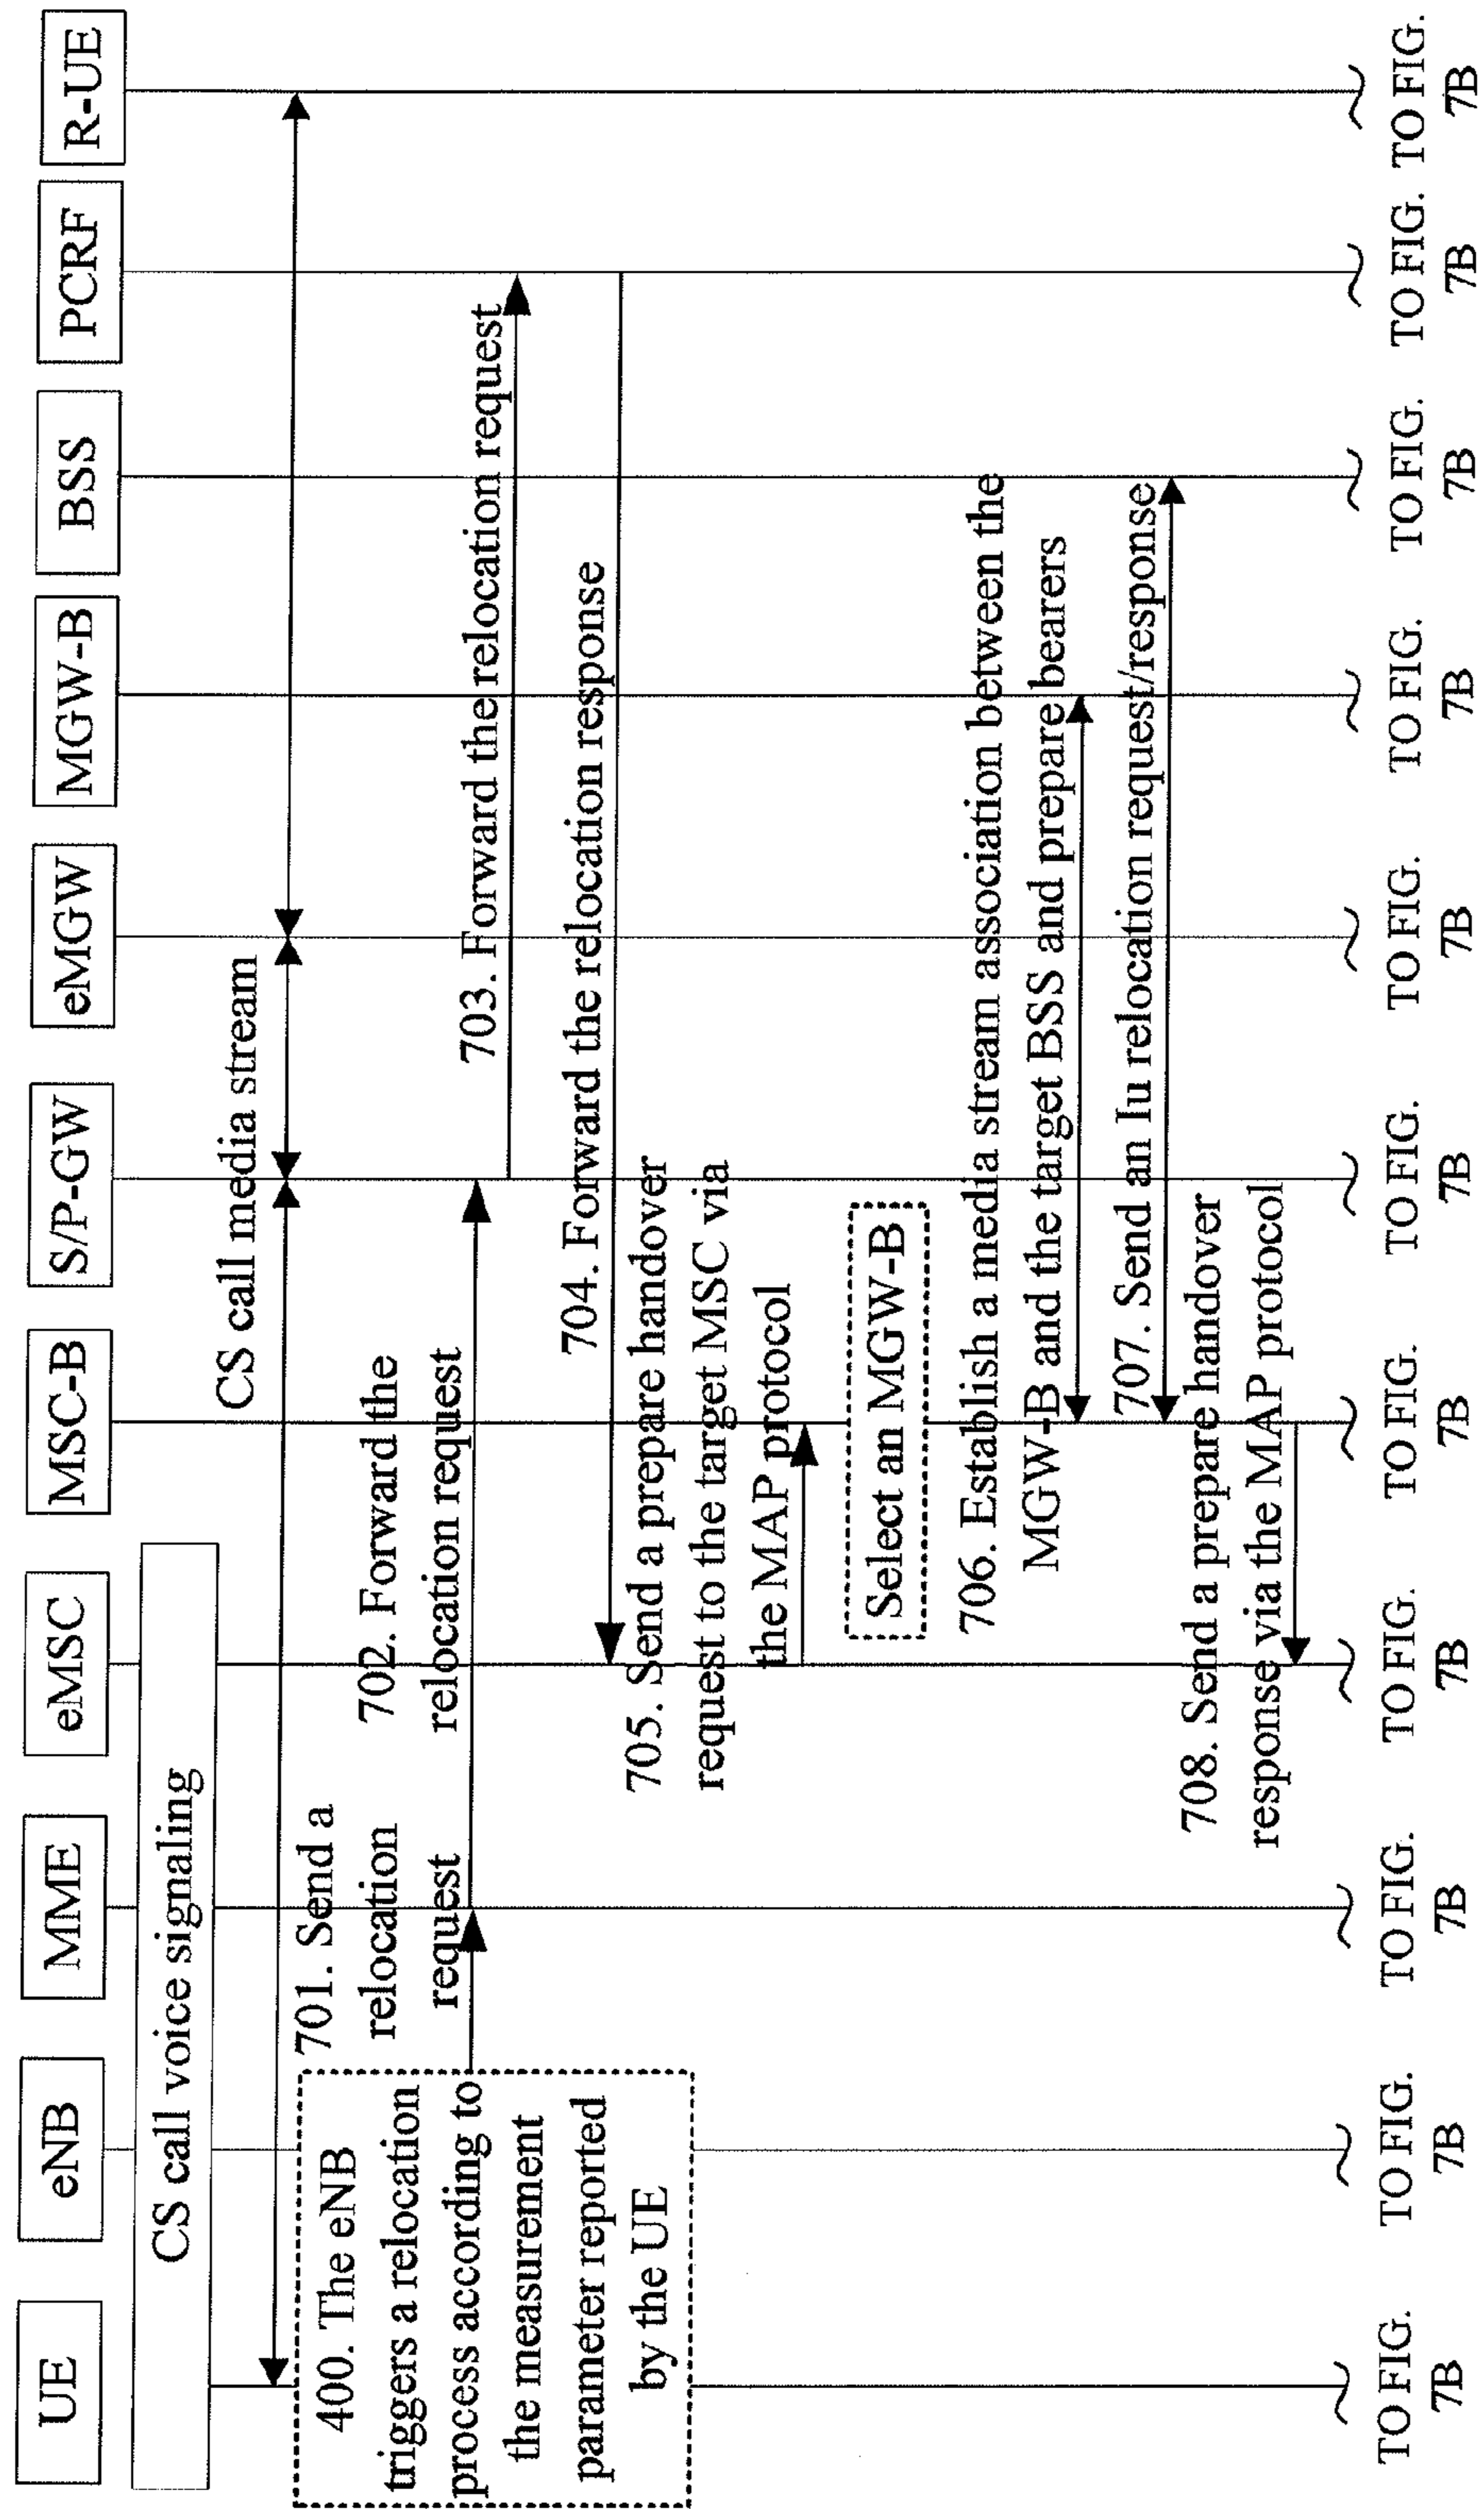 UE
eNB
MME
eMSC
MSC-B
S/P-GW
eMGW
MGW-B
BSS
PCRF
R-UE
CS call voice signaling
CS call media stream
400. The eNB
triggers a relocation
process according to
the measurement
parameter reported
by the UE
701. Send a
relocation
request
702. Forward the
relocation request
703. Forward the relocation request
704. Forward the relocation response
705. Send a prepare handover
request to the target MSC via
the MAP protocol
Select an MGW-B
706. Establish a media stream association between the
MGW-B and the target BSS and prepare bearers
707. Send an Iu relocation request/response
708. Send a prepare handover
response via the MAP protocol
TO FIG.
7B
TO FIG.
7B
TO FIG.
7B
TO FIG.
7B
TO FIG.
7B
TO FIG.
7B
TO FIG.
7B
TO FIG.
7B
TO FIG.
7B
TO FIG.
7B
TO FIG.
7B